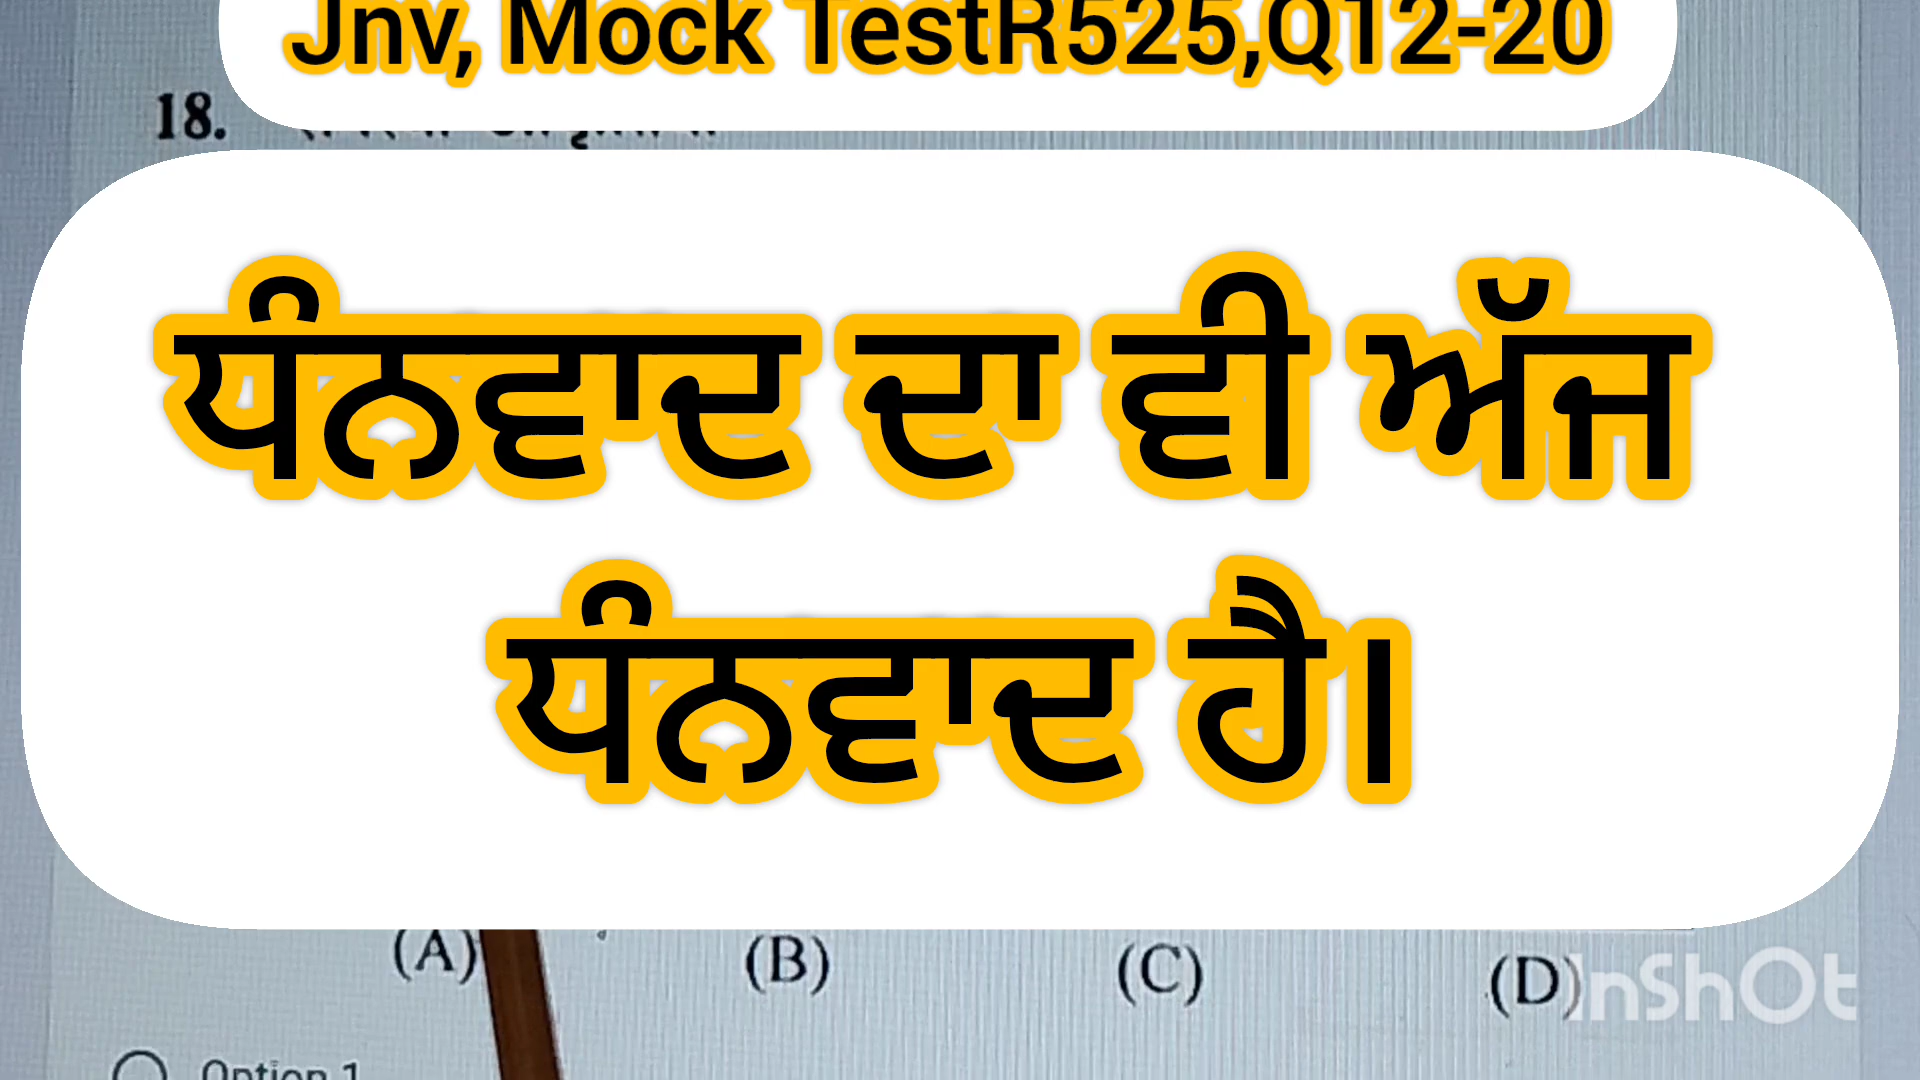 Jnv, Mock TestR525,Q12-20
18.
ਧੰਨਵਾਦ ਦਾ ਵੀ ਅੱਜ
ਧੰਨਵਾਦ ਹੈ।
(A) (B) (C) (D)
InShOt
Option 1